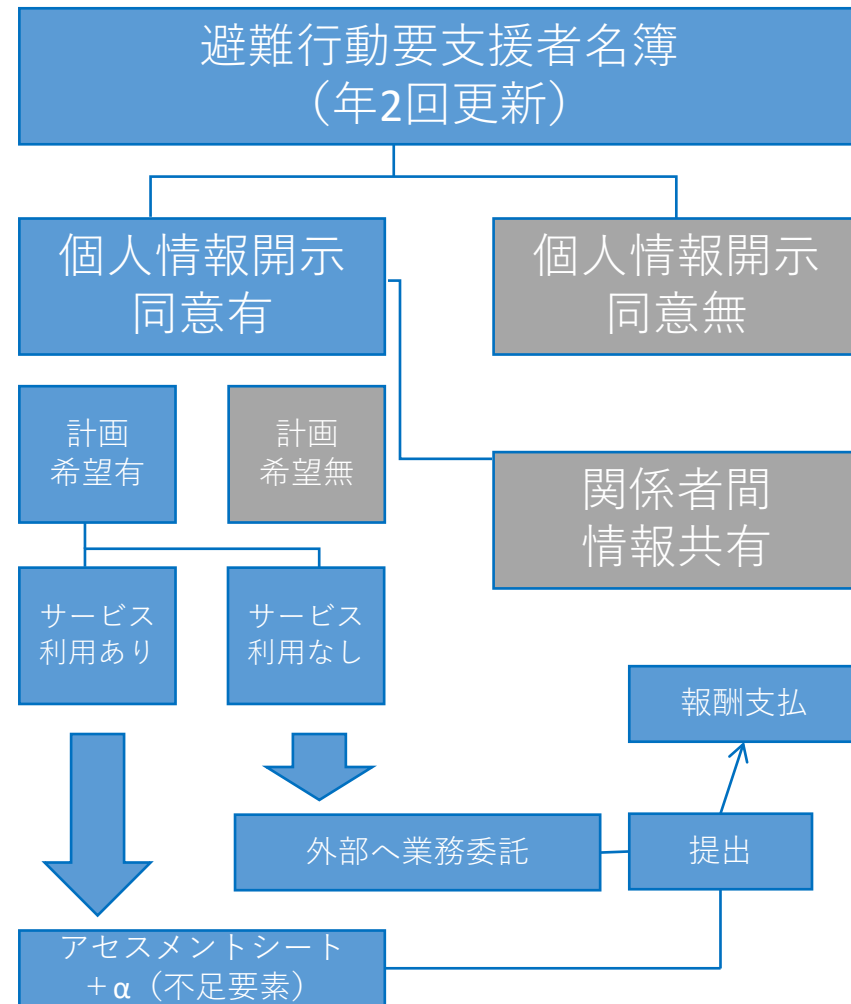 避難行動要支援者名簿
（年2回更新）
個人情報開示
同意有
個人情報開示
同意無
計画
希望有
計画
希望無
関係者間
情報共有
サービス
利用あり
サービス
利用なし
報酬支払
外部へ業務委託
提出
アセスメントシート
＋α（不足要素）